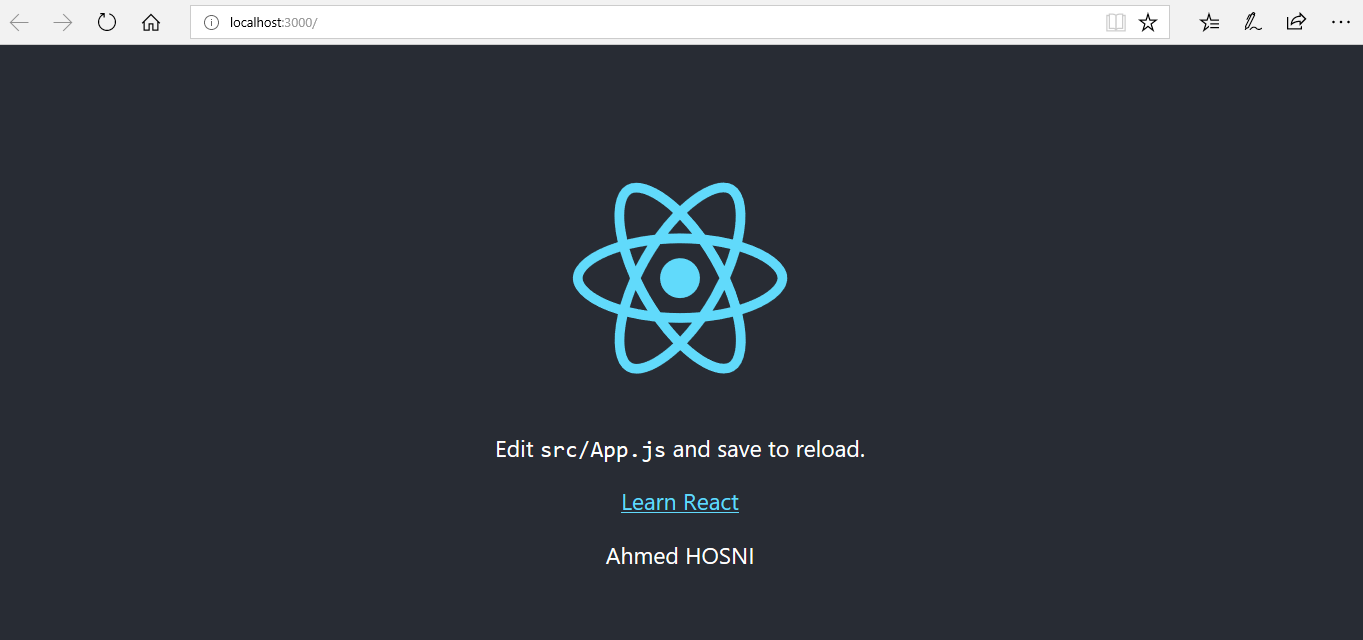 localhost:3000/
Edit src/App.js and save to reload.
Learn React
Ahmed HOSNI